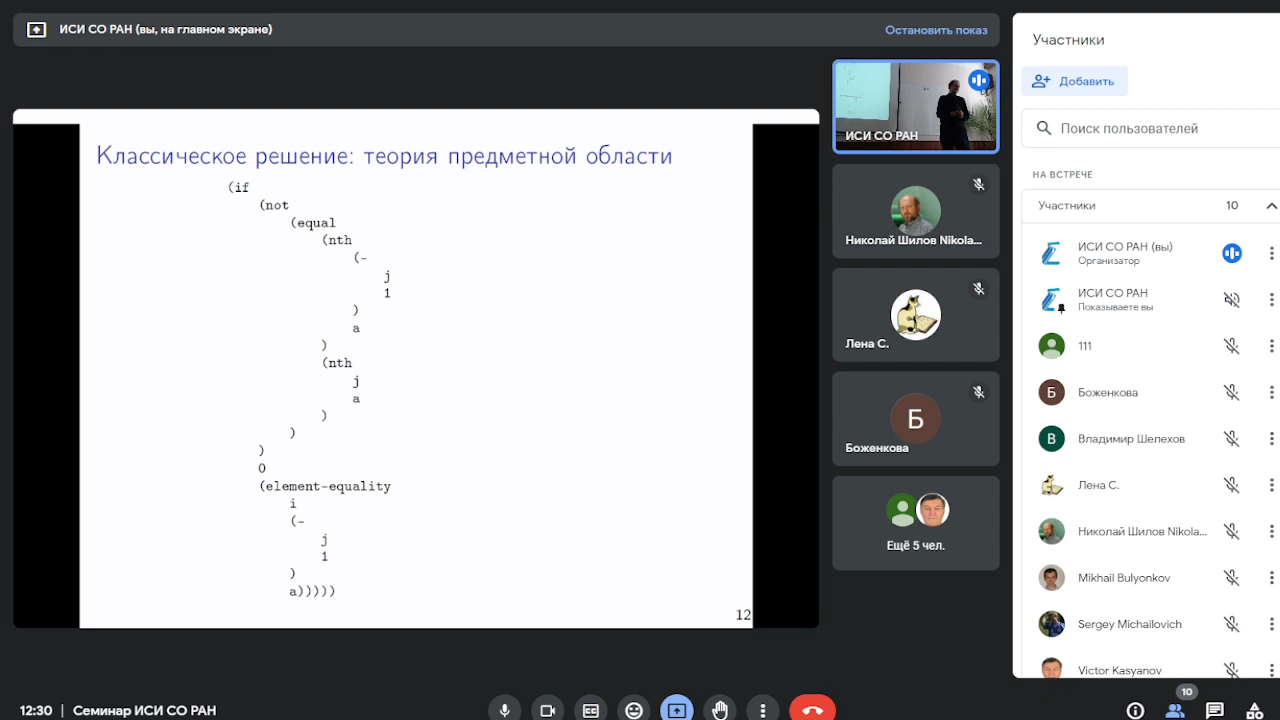 ИСИ СО РАН (вы, на главном экране)
Остановить показ
Классическое решение: теория предметной области
(if
(not
(equal
(nth
(-
j
1
)
a
)
(nth
j
a
)
)
)
0
(element-equality
i
(-
j
1
)
a)))))
12
ИСИ СО РАН
Николай Шилов Nikola...
Лена С.
Б
Боженкова
Ещё 5 чел.
Участники
Добавить
Поиск пользователей
НА ВСТРЕЧЕ
Участники 10
ИСИ СО РАН (вы)
Организатор
ИСИ СО РАН
Показываете вы
111
Б Боженкова
В Владимир Шелехов
Лена С.
Николай Шилов Nikola...
Mikhail Bulyonkov
Sergey Michailovich
Victor Kasyanov
12:30 | Семинар ИСИ СО РАН
10